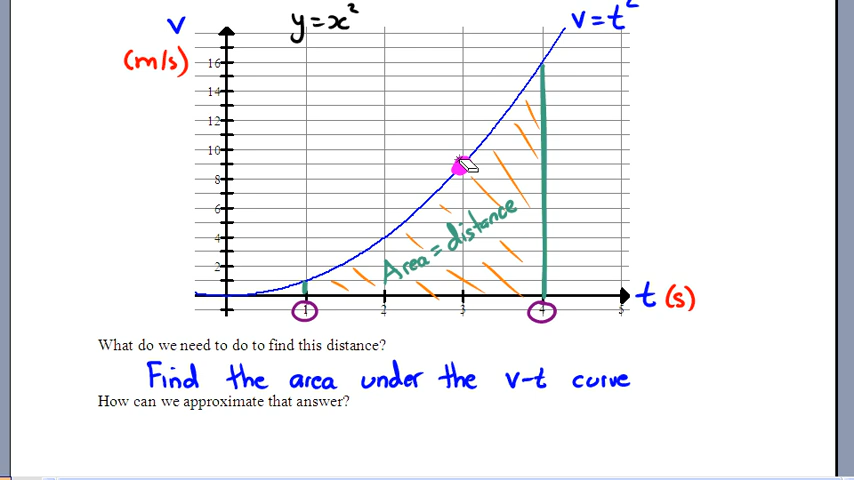 y=x²
v=t²
v
(m/s)
16
14
12
10
8
6
4
2
Area = distance
1
2
3
4
5
t (s)
What do we need to do to find this distance?
Find the area under the v-t curve
How can we approximate that answer?